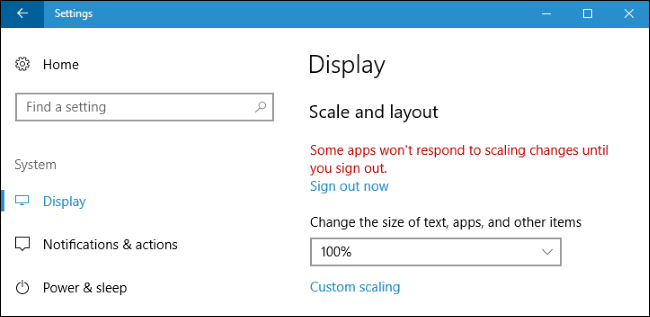 Settings
Home
Find a setting
System
Display
Notifications & actions
Power & sleep
Display
Scale and layout
Some apps won't respond to scaling changes until
you sign out.
Sign out now
Change the size of text, apps, and other items
100%
Custom scaling